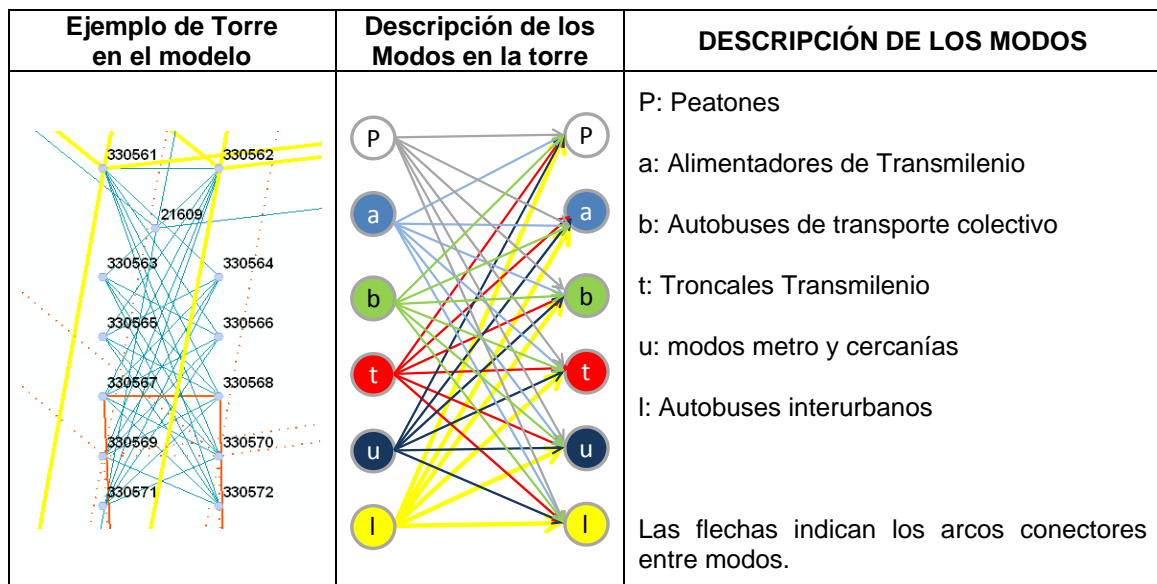 Ejemplo de Torre
en el modelo
Descripción de los
Modos en la torre
DESCRIPCIÓN DE LOS MODOS
330561
330562
21609
330563
330564
330565
330566
330567
330568
330569
330570
330571
330572
P
P
a
a
b
b
t
t
u
u
l
l
P: Peatones
a: Alimentadores de Transmilenio
b: Autobuses de transporte colectivo
t: Troncales Transmilenio
u: modos metro y cercanías
l: Autobuses interurbanos
Las flechas indican los arcos conectores
entre modos.